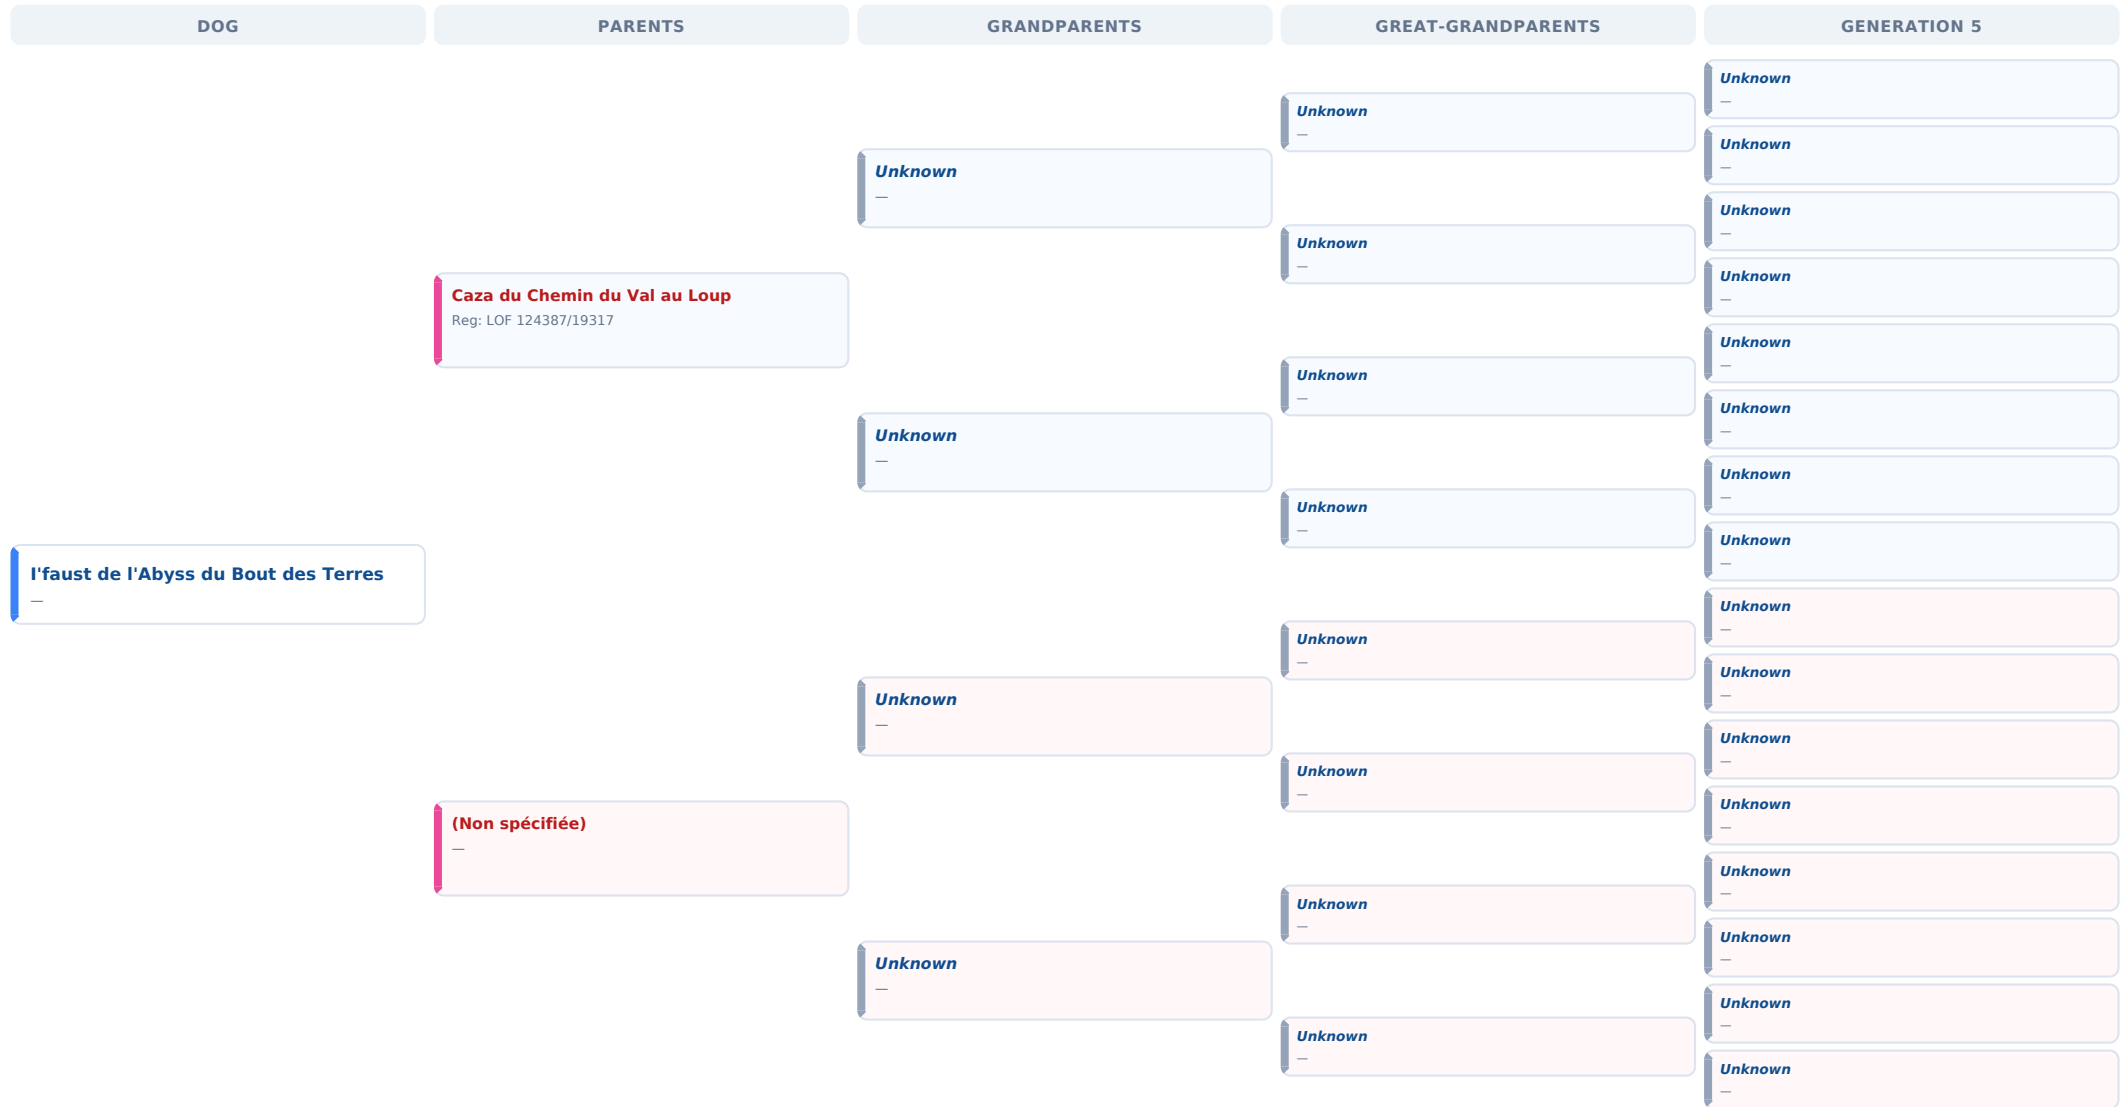 DOG
PARENTS
GRANDPARENTS
GREAT-GRANDPARENTS
GENERATION 5
I'faust de l'Abyss du Bout des Terres
—
Caza du Chemin du Val au Loup
Reg: LOF 124387/19317
(Non spécifiée)
—
Unknown
—
Unknown
—
Unknown
—
Unknown
—
Unknown
—
Unknown
—
Unknown
—
Unknown
—
Unknown
—
Unknown
—
Unknown
—
Unknown
—
Unknown
—
Unknown
—
Unknown
—
Unknown
—
Unknown
—
Unknown
—
Unknown
—
Unknown
—
Unknown
—
Unknown
—
Unknown
—
Unknown
—
Unknown
—
Unknown
—
Unknown
—
Unknown
—